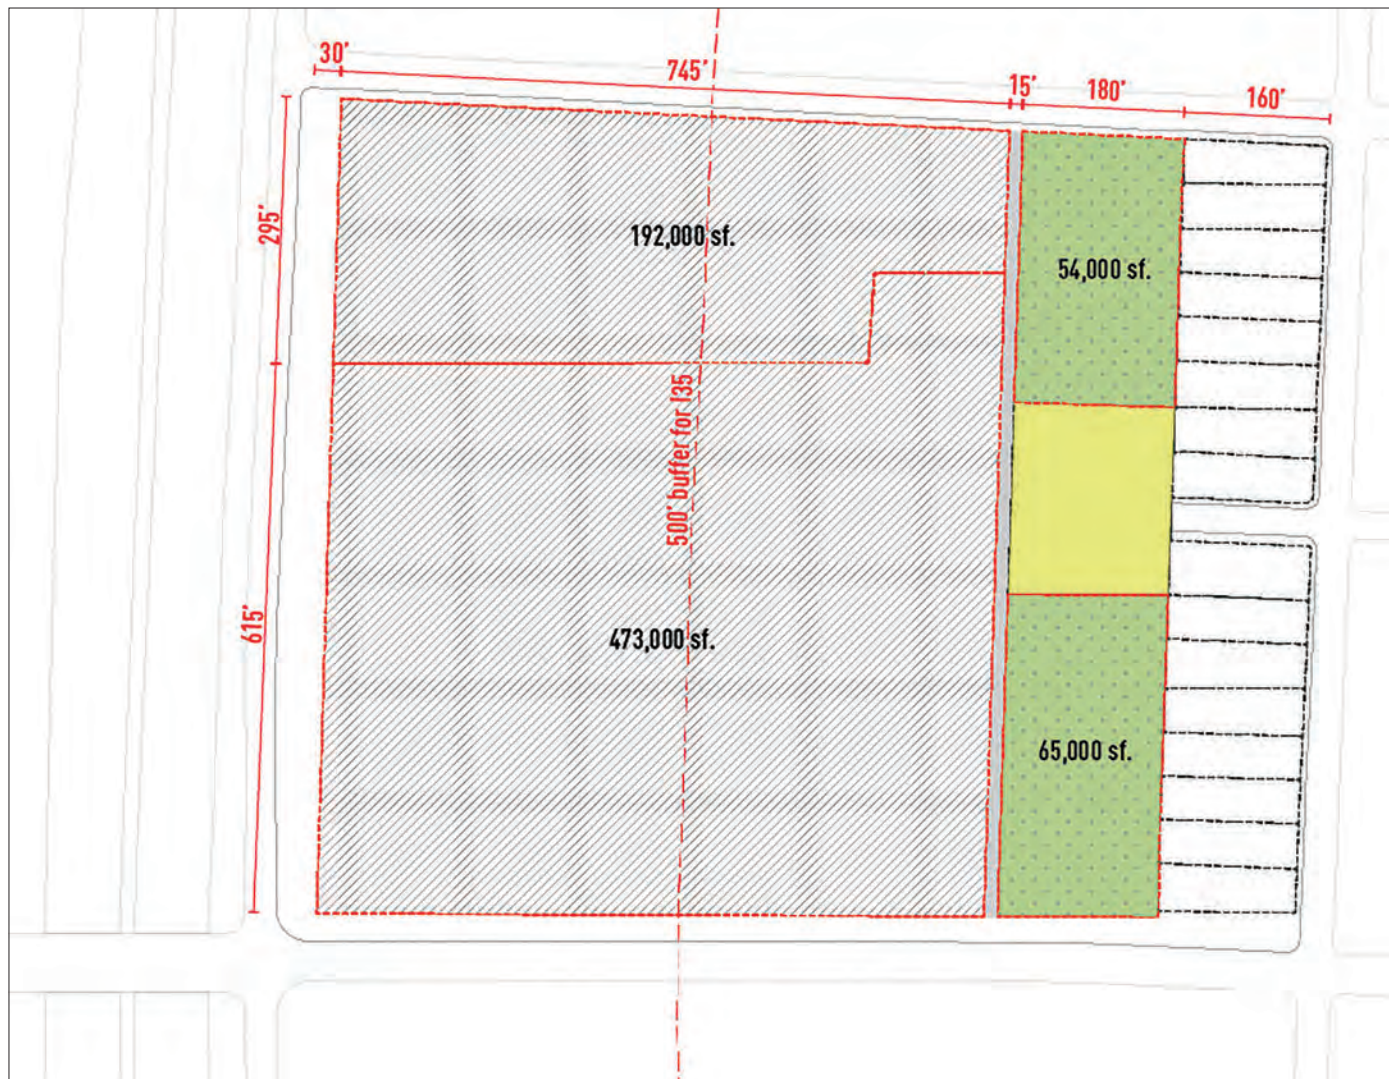 30'
745'
15'
180'
160'
295'
192,000 sf.
54,000 sf.
500' buffer for I35
615'
473,000 sf.
65,000 sf.